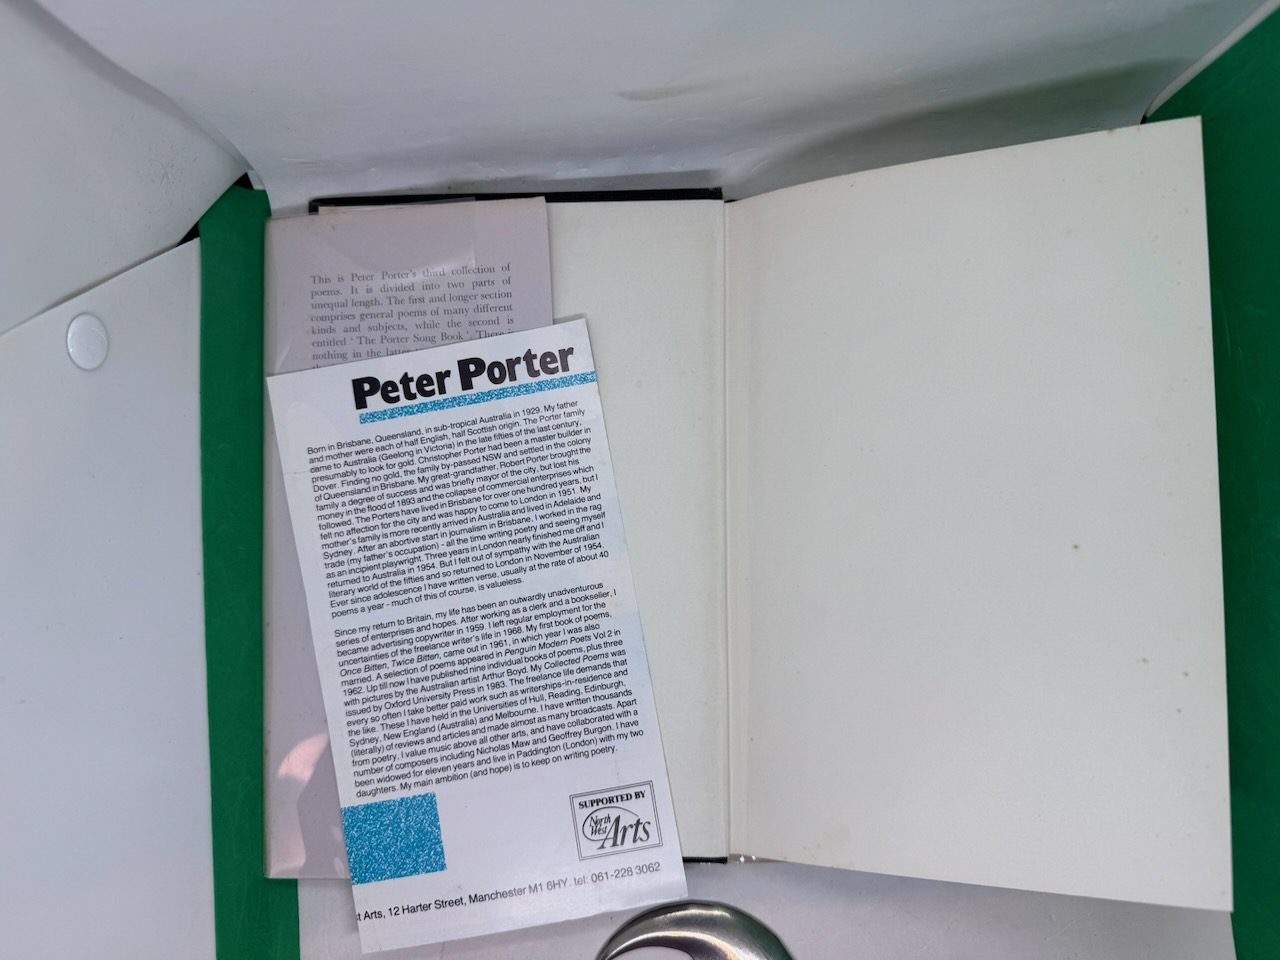 This is Peter Porter's third collection of
poems. It is divided into two parts of
unequal length. The first and longer section
comprises general poems of many different
kinds and subjects, while the second is
entitled ' The Porter Song Book '. There is
nothing in the latter
Peter Porter
Born in Brisbane, Queensland, in sub-tropical Australia in 1929. My father
and mother were each of half English, half Scottish origin. The Porter family
came to Australia (Geelong in Victoria) in the late fifties of the last century,
presumably to look for gold. Christopher Porter had been a master builder in
Dover. Finding no gold, the family by-passed NSW and settled in the colony
of Queensland in Brisbane. My great-grandfather, Robert Porter brought the
family a degree of success and was briefly mayor of the city, but lost his
money in the flood of 1893 and the collapse of commercial enterprises which
followed. The Porters have lived in Brisbane for over one hundred years, but I
felt no affection for the city and was happy to come to London in 1951. My
mother's family is more recently arrived in Australia and lived in Adelaide and
Sydney. After an abortive start in journalism in Brisbane, I worked in the rag
trade (my father's occupation) - all the time writing poetry and seeing myself
as an incipient playwright. Three years in London nearly finished me off and I
returned to Australia in 1954. But I felt out of sympathy with the Australian
literary world of the fifties and so returned to London in November of 1954.
Ever since adolescence I have written verse, usually at the rate of about 40
poems a year - much of this of course, is valueless.
Since my return to Britain, my life has been an outwardly unadventurous
series of enterprises and hopes. After working as a clerk and a bookseller, I
became advertising copywriter in 1959. I left regular employment for the
uncertainties of the freelance writer's life in 1968. My first book of poems,
Once Bitten, Twice Bitten, came out in 1961, in which year I was also
married. A selection of poems appeared in Penguin Modern Poets Vol 2 in
1962. Up till now I have published nine individual books of poems, plus three
with pictures by the Australian artist Arthur Boyd. My Collected Poems was
issued by Oxford University Press in 1983. The freelance life demands that
every so often I take better paid work such as writerships-in-residence and
the like. These I have held in the Universities of Hull, Reading, Edinburgh,
Sydney, New England (Australia) and Melbourne. I have written thousands
(literally) of reviews and articles and made almost as many broadcasts. Apart
from poetry, I value music above all other arts, and have collaborated with a
number of composers including Nicholas Maw and Geoffrey Burgon. I have
been widowed for eleven years and live in Paddington (London) with my two
daughters. My main ambition (and hope) is to keep on writing poetry.
SUPPORTED BY
North
West
Arts
t Arts, 12 Harter Street, Manchester M1 6HY. tel: 061-228 3062